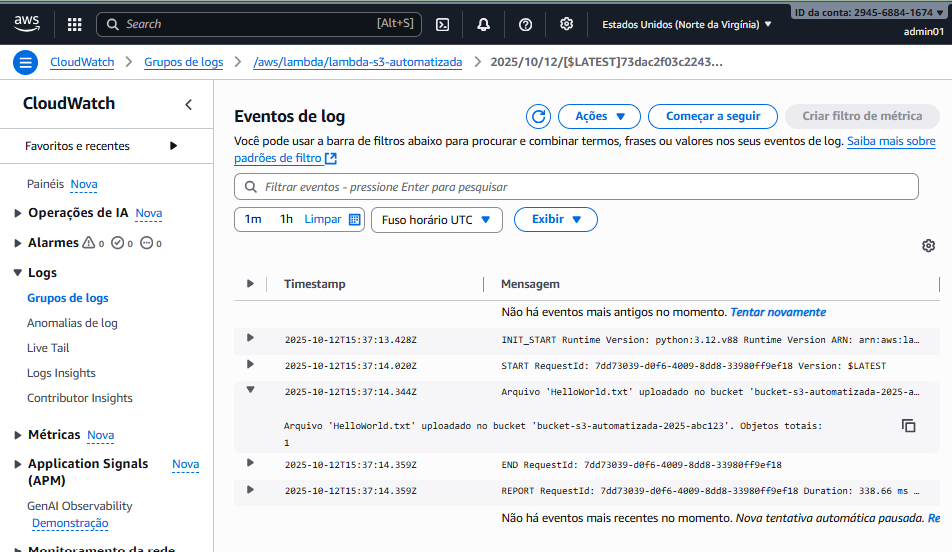 aws
Search
[Alt+S]
Estados Unidos (Norte da Virgínia)
ID da conta: 2945-6884-1674
admin01
CloudWatch
Grupos de logs
/aws/lambda/lambda-s3-automatizada
2025/10/12/[$LATEST]73dac2f03c2243...
CloudWatch
Favoritos e recentes
Painéis Nova
Operações de IA Nova
Alarmes 0 0 0
Logs
Grupos de logs
Anomalias de log
Live Tail
Logs Insights
Contributor Insights
Métricas Nova
Application Signals Nova
(APM)
GenAI Observability
Demonstração
Monitoramento da rede
Eventos de log
Ações
Começar a seguir
Criar filtro de métrica
Você pode usar a barra de filtros abaixo para procurar e combinar termos, frases ou valores nos seus eventos de log. Saiba mais sobre
padrões de filtro
Filtrar eventos - pressione Enter para pesquisar
1m 1h Limpar
Fuso horário UTC
Exibir
Timestamp Mensagem
Não há eventos mais antigos no momento. Tentar novamente
2025-10-12T15:37:13.428Z INIT_START Runtime Version: python:3.12.v88 Runtime Version ARN: arn:aws:la…
2025-10-12T15:37:14.020Z START RequestId: 7dd73039-d0f6-4009-8dd8-33980ff9ef18 Version: $LATEST
2025-10-12T15:37:14.344Z Arquivo 'HelloWorld.txt' uploadado no bucket 'bucket-s3-automatizada-2025-a…
Arquivo 'HelloWorld.txt' uploadado no bucket 'bucket-s3-automatizada-2025-abc123'. Objetos totais:
1
2025-10-12T15:37:14.359Z END RequestId: 7dd73039-d0f6-4009-8dd8-33980ff9ef18
2025-10-12T15:37:14.359Z REPORT RequestId: 7dd73039-d0f6-4009-8dd8-33980ff9ef18 Duration: 338.66 ms …
Não há eventos mais recentes no momento. Nova tentativa automática pausada. Re